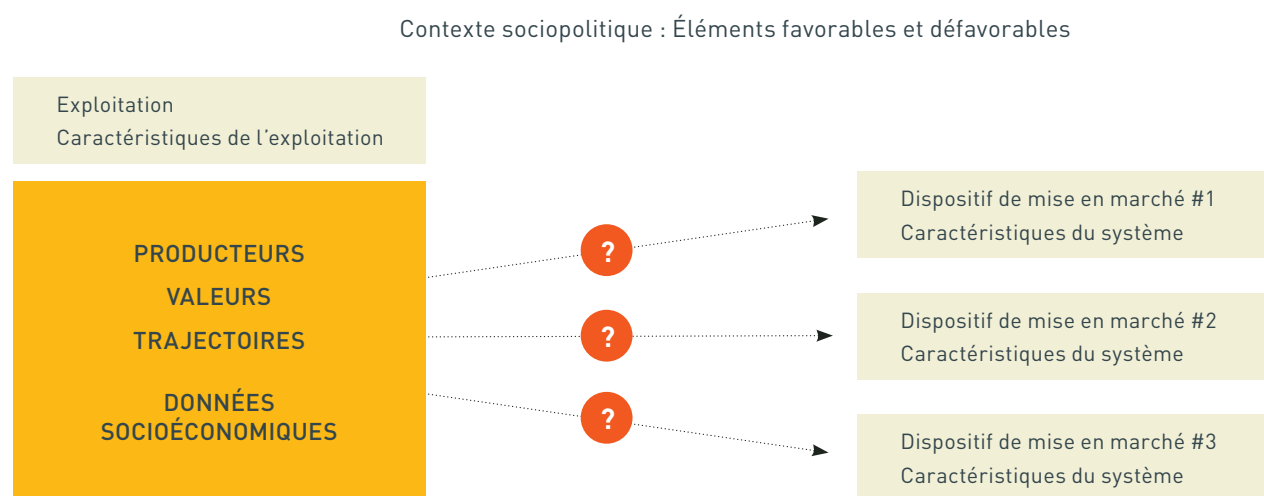 Contexte sociopolitique : Éléments favorables et défavorables
Exploitation
Caractéristiques de l'exploitation
PRODUCTEURS
VALEURS
TRAJECTOIRES
DONNÉES
SOCIOÉCONOMIQUES
?
?
?
Dispositif de mise en marché #1
Caractéristiques du système
Dispositif de mise en marché #2
Caractéristiques du système
Dispositif de mise en marché #3
Caractéristiques du système